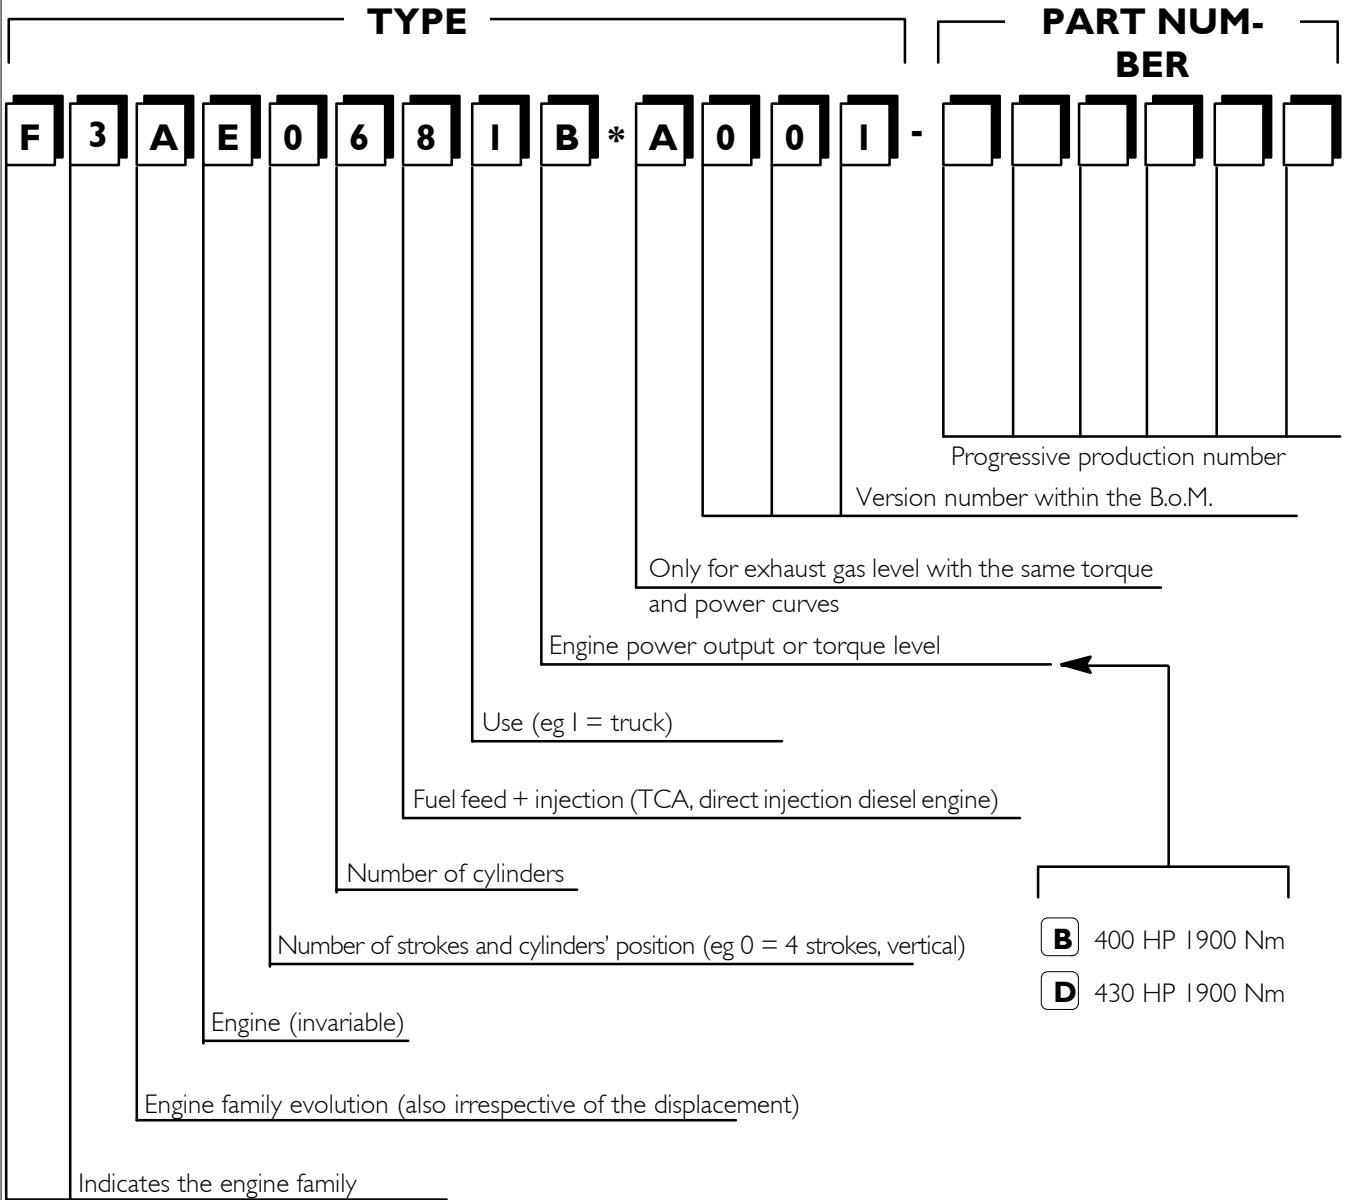 TYPE
PART NUM-
BER
F 3 A E 0 6 8 1 B * A 0 0 1 -
Progressive production number
Version number within the B.o.M.
Only for exhaust gas level with the same torque
and power curves
Engine power output or torque level
Use (eg 1 = truck)
Fuel feed + injection (TCA, direct injection diesel engine)
Number of cylinders
Number of strokes and cylinders’ position (eg 0 = 4 strokes, vertical)
B 400 HP 1900 Nm
D 430 HP 1900 Nm
Engine (invariable)
Engine family evolution (also irrespective of the displacement)
Indicates the engine family